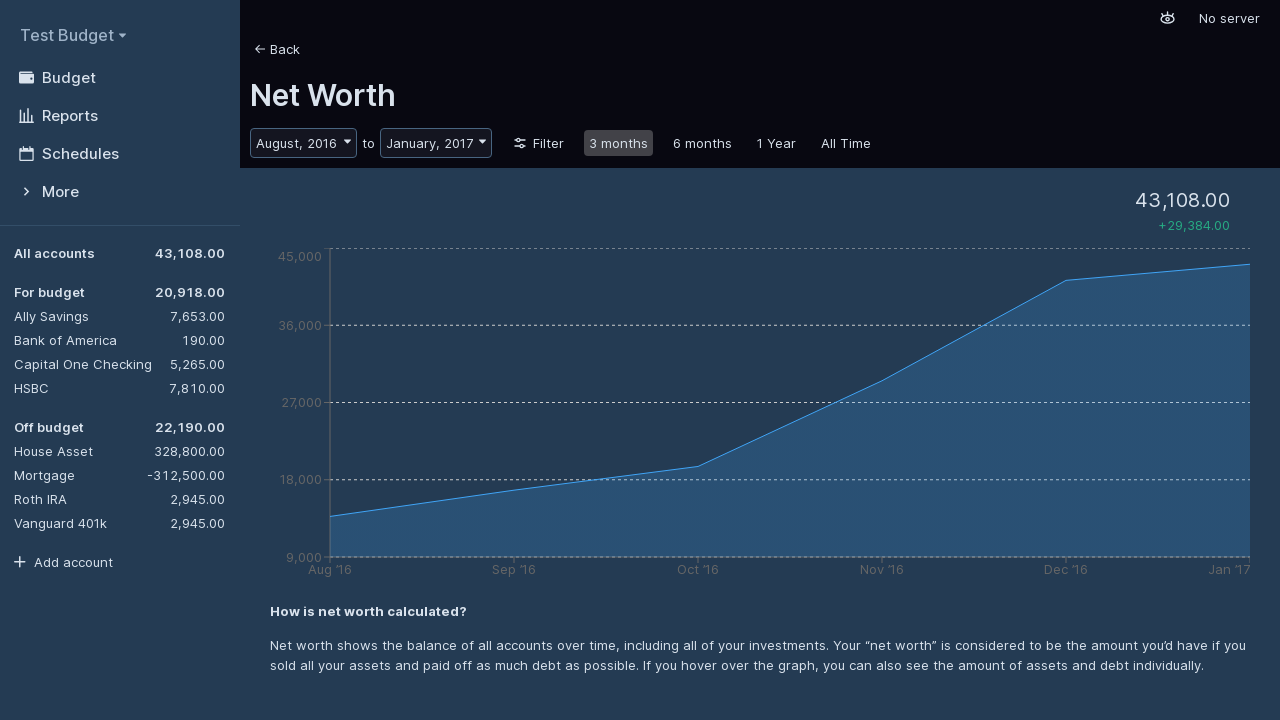 Test Budget
Budget
Reports
Schedules
More
All accounts 43,108.00
For budget 20,918.00
Ally Savings 7,653.00
Bank of America 190.00
Capital One Checking 5,265.00
HSBC 7,810.00
Off budget 22,190.00
House Asset 328,800.00
Mortgage -312,500.00
Roth IRA 2,945.00
Vanguard 401k 2,945.00
Add account
No server
Back
Net Worth
August, 2016 to January, 2017 Filter 3 months 6 months 1 Year All Time
43,108.00
+29,384.00
45,000
36,000
27,000
18,000
9,000
Aug '16 Sep '16 Oct '16 Nov '16 Dec '16 Jan '17
How is net worth calculated?
Net worth shows the balance of all accounts over time, including all of your investments. Your “net worth” is considered to be the amount you’d have if you
sold all your assets and paid off as much debt as possible. If you hover over the graph, you can also see the amount of assets and debt individually.